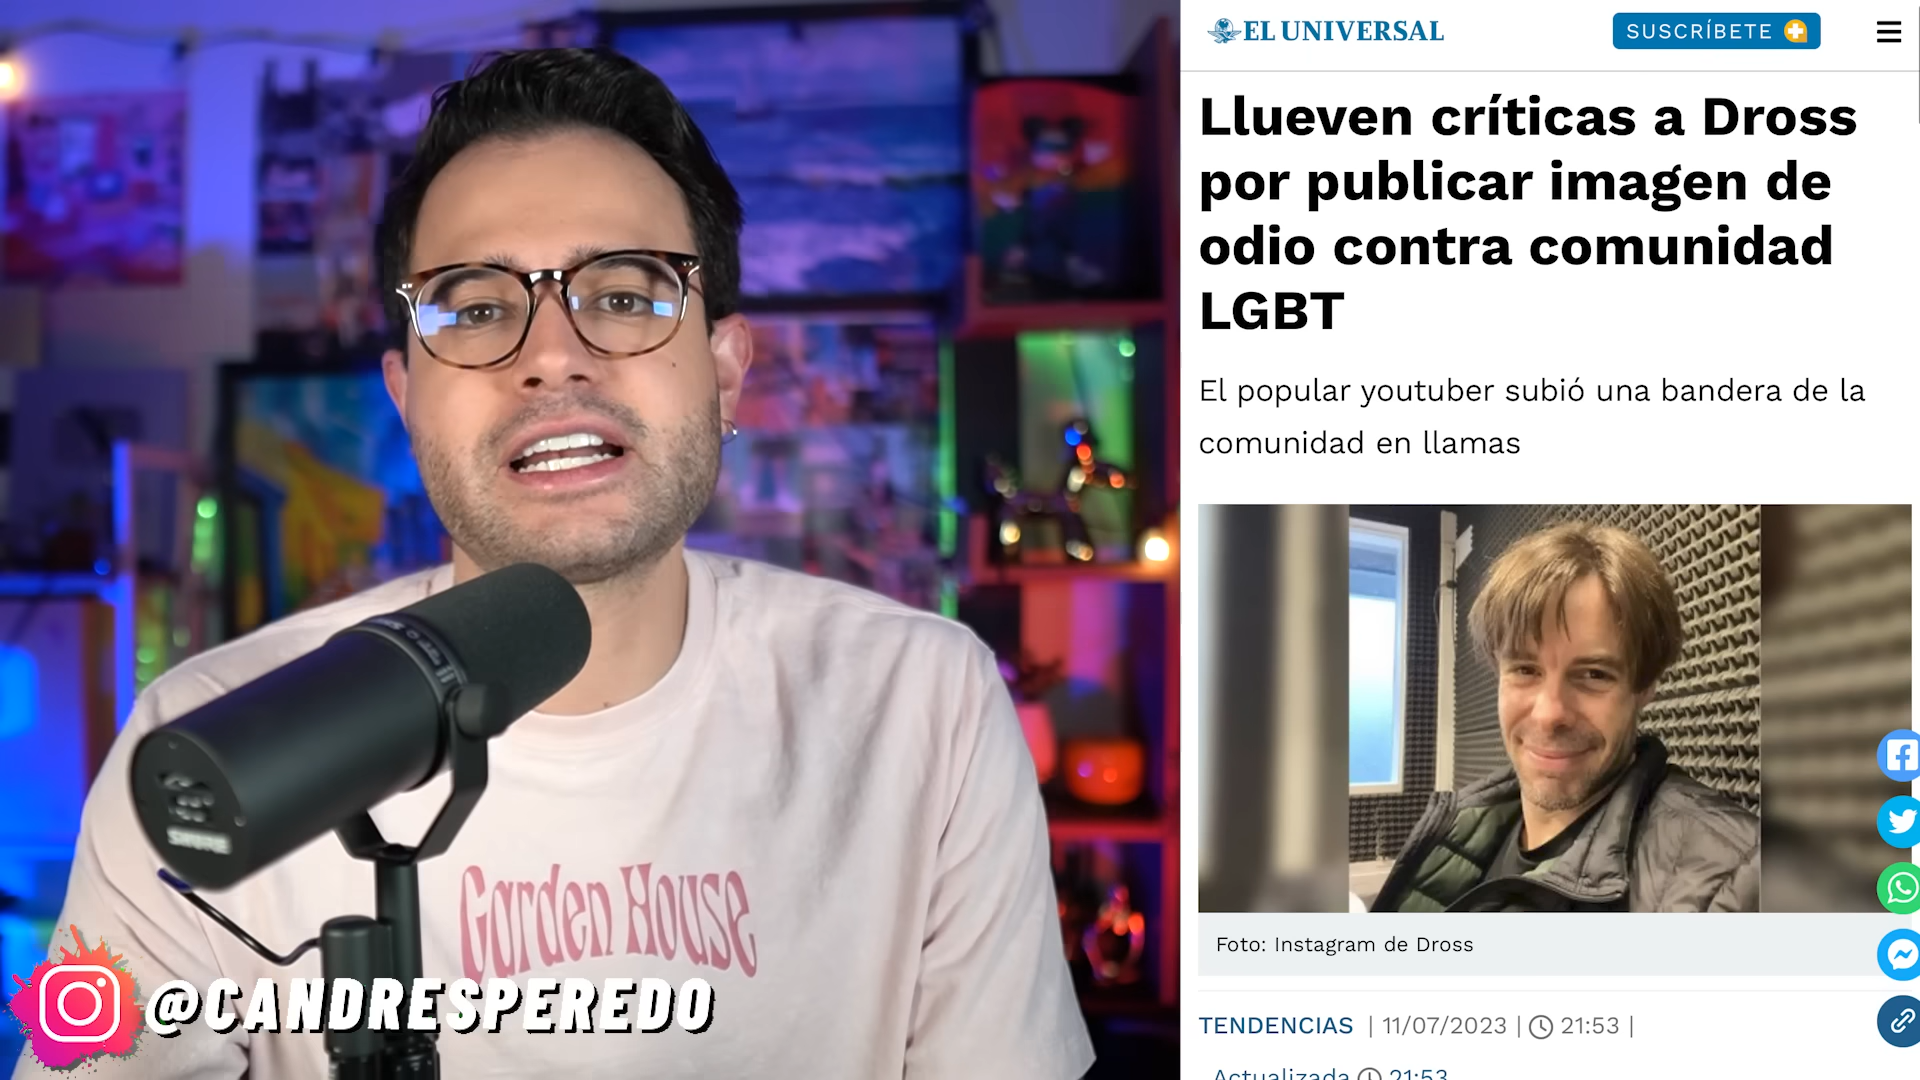 EL UNIVERSAL
SUSCRÍBETE
Llueven críticas a Dross
por publicar imagen de
odio contra comunidad
LGBT
El popular youtuber subió una bandera de la
comunidad en llamas
Foto: Instagram de Dross
TENDENCIAS | 11/07/2023 | 21:53 |
Actualizada 21:53
SHURE
Garden House
@CANDRESPEREDO